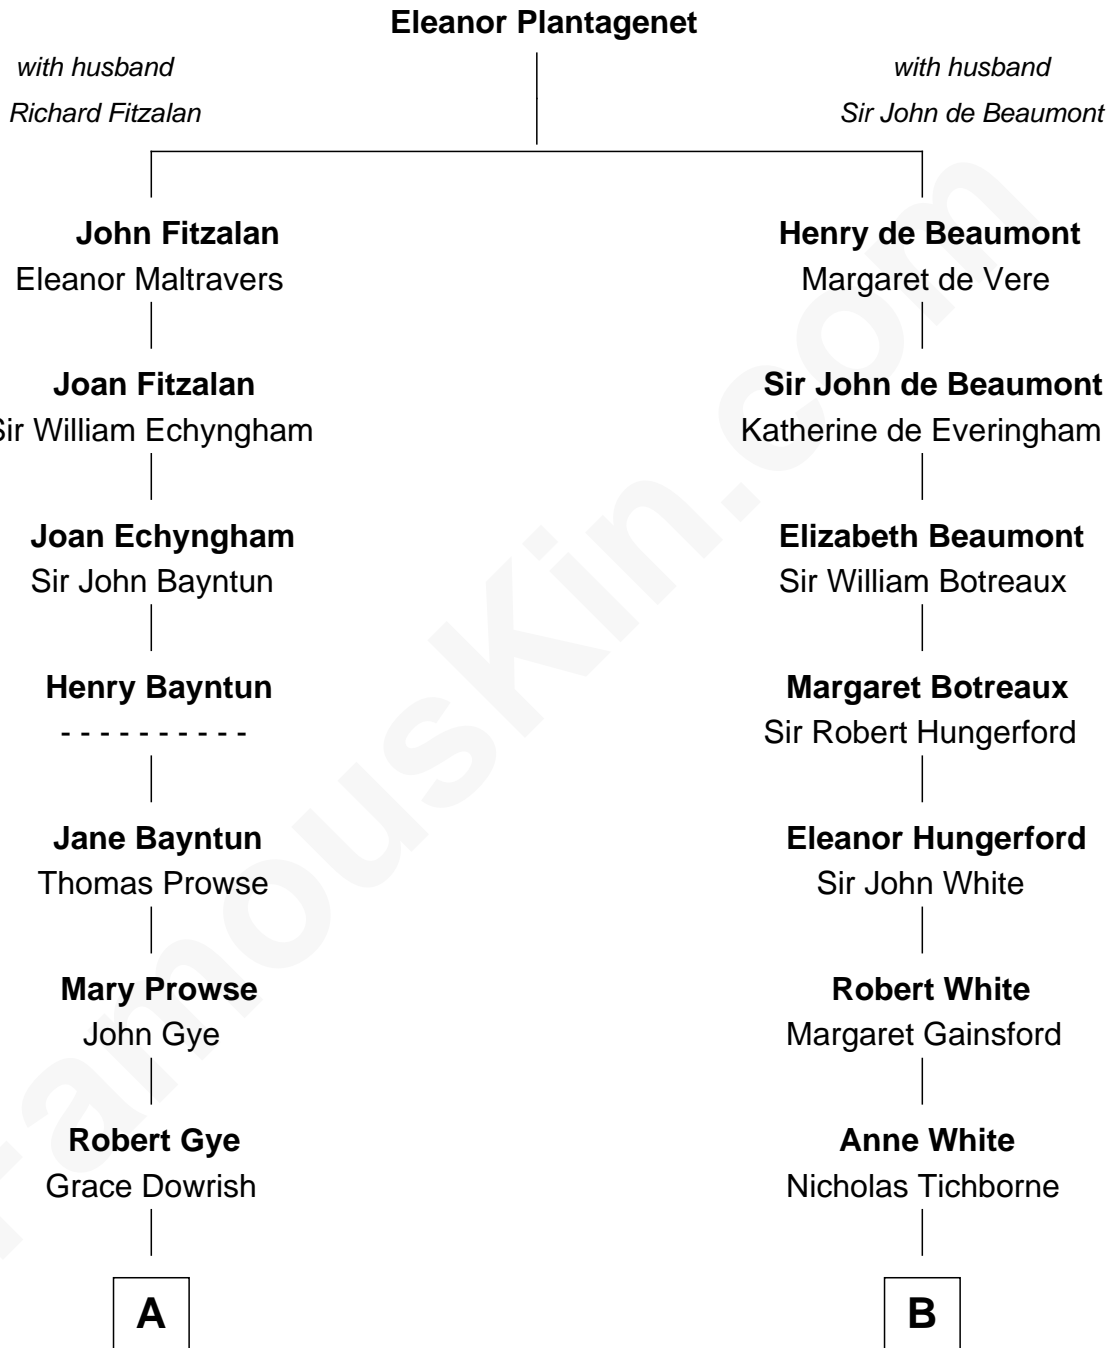 Eleanor Plantagenet
with husband
Richard Fitzalan
with husband
Sir John de Beaumont
John Fitzalan
Eleanor Maltravers
Henry de Beaumont
Margaret de Vere
Joan Fitzalan
Sir William Echyngham
Sir John de Beaumont
Katherine de Everingham
Joan Echyngham
Sir John Bayntun
Elizabeth Beaumont
Sir William Botreaux
Henry Bayntun
- - - - - - - - - -
Margaret Botreaux
Sir Robert Hungerford
Jane Bayntun
Thomas Prowse
Eleanor Hungerford
Sir John White
Mary Prowse
John Gye
Robert White
Margaret Gainsford
Robert Gye
Grace Dowrish
Anne White
Nicholas Tichborne
A
B
FamousKin.com